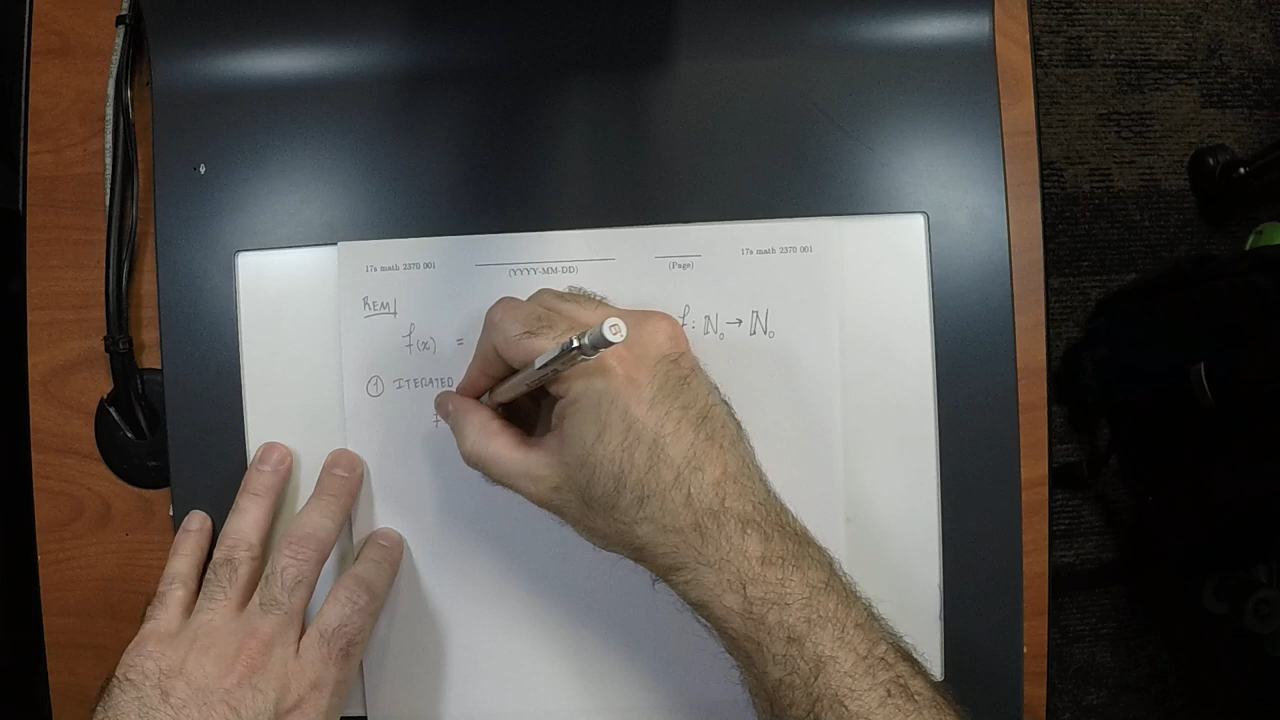 17s math 2370 001 17s math 2370 001
(YYYY-MM-DD) (Page)
REM
f(x) = f: ℕ₀ → ℕ₀
① ITERATED
f